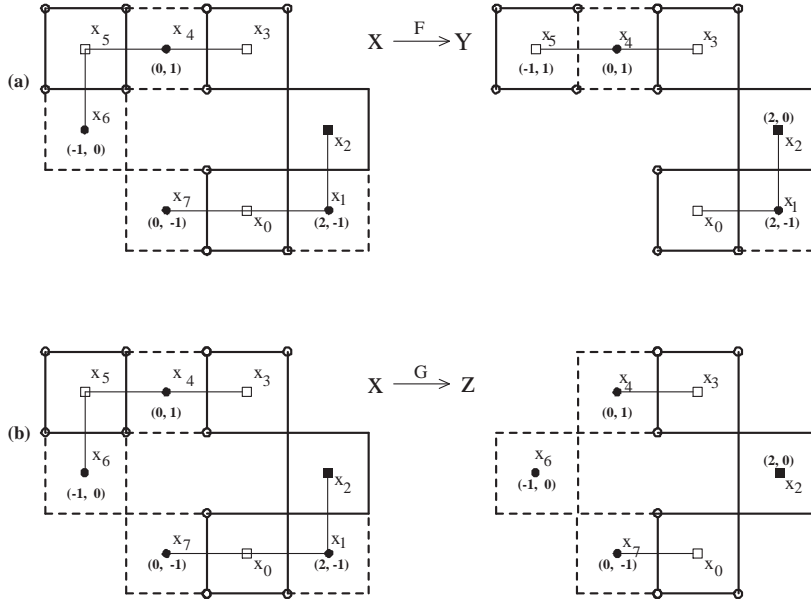 (a)
x5 x4 x3
(0, 1)
x6
(-1, 0)
x2
x7 x0 x1
(0, -1) (2, -1)
X F Y
x5 x4 x3
(-1, 1) (0, 1)
(2, 0)
x2
x0 x1
(2, -1)
(b)
x5 x4 x3
(0, 1)
x6
(-1, 0)
x2
x7 x0 x1
(0, -1) (2, -1)
X G Z
x4 x3
(0, 1)
x6
(-1, 0)
(2, 0)
x2
x7 x0
(0, -1)